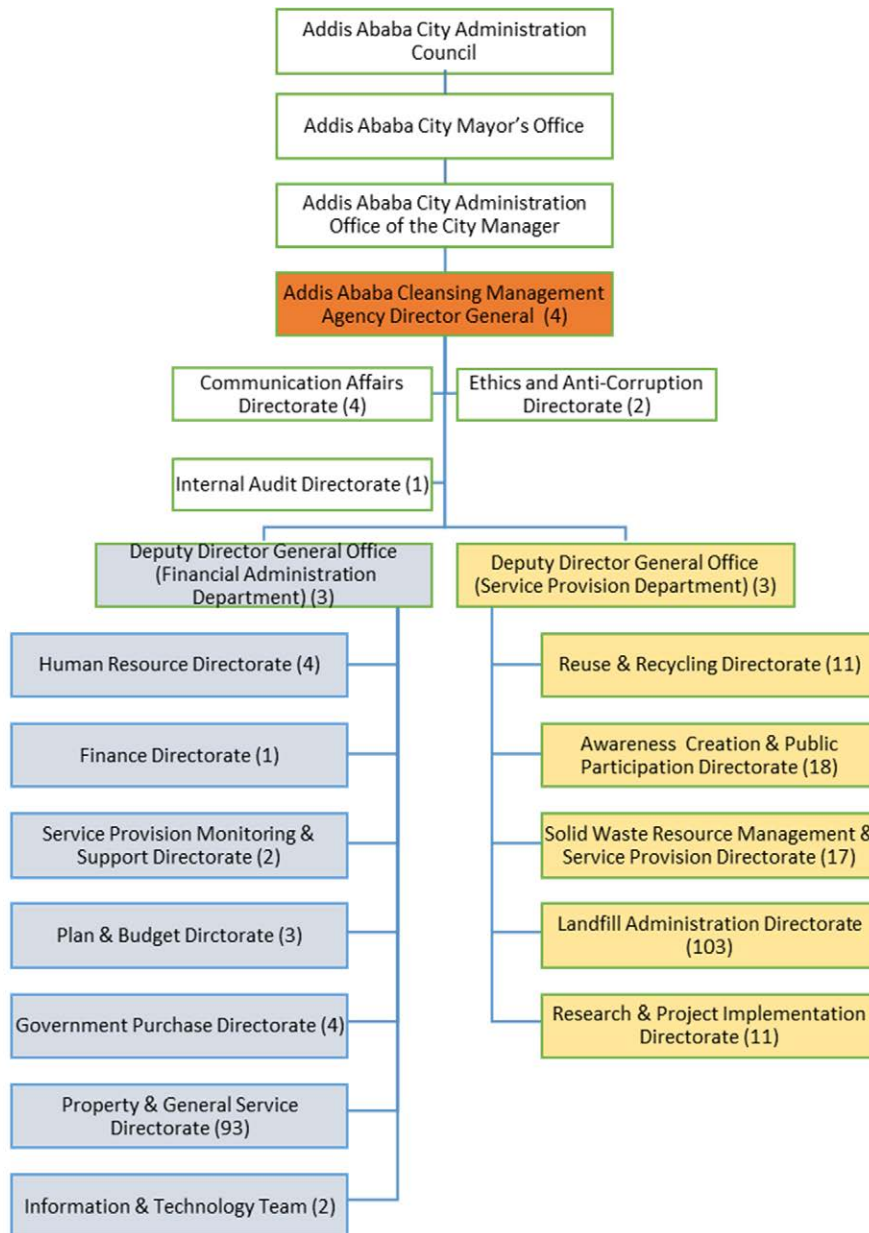 Addis Ababa City Administration
Council
Addis Ababa City Mayor's Office
Addis Ababa City Administration
Office of the City Manager
Addis Ababa Cleansing Management
Agency Director General (4)
Communication Affairs
Directorate (4)
Ethics and Anti-Corruption
Directorate (2)
Internal Audit Directorate (1)
Deputy Director General Office
(Financial Administration
Department) (3)
Deputy Director General Office
(Service Provision Department) (3)
Human Resource Directorate (4)
Finance Directorate (1)
Service Provision Monitoring &
Support Directorate (2)
Plan & Budget Dirctorate (3)
Government Purchase Directorate (4)
Property & General Service
Directorate (93)
Information & Technology Team (2)
Reuse & Recycling Directorate (11)
Awareness Creation & Public
Participation Directorate (18)
Solid Waste Resource Management &
Service Provision Directorate (17)
Landfill Administration Directorate
(103)
Research & Project Implementation
Directorate (11)